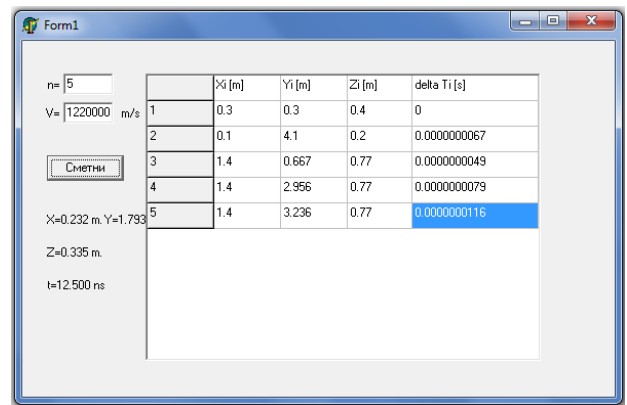 Form1
n= 5
V= 1220000 m/s
Сметни
X=0.232 m. Y=1.793
Z=0.335 m.
t=12.500 ns
Xi [m] Yi [m] Zi [m] delta Ti [s]
1 0.3 0.3 0.4 0
2 0.1 4.1 0.2 0.0000000067
3 1.4 0.667 0.77 0.0000000049
4 1.4 2.956 0.77 0.0000000079
5 1.4 3.236 0.77 0.0000000116